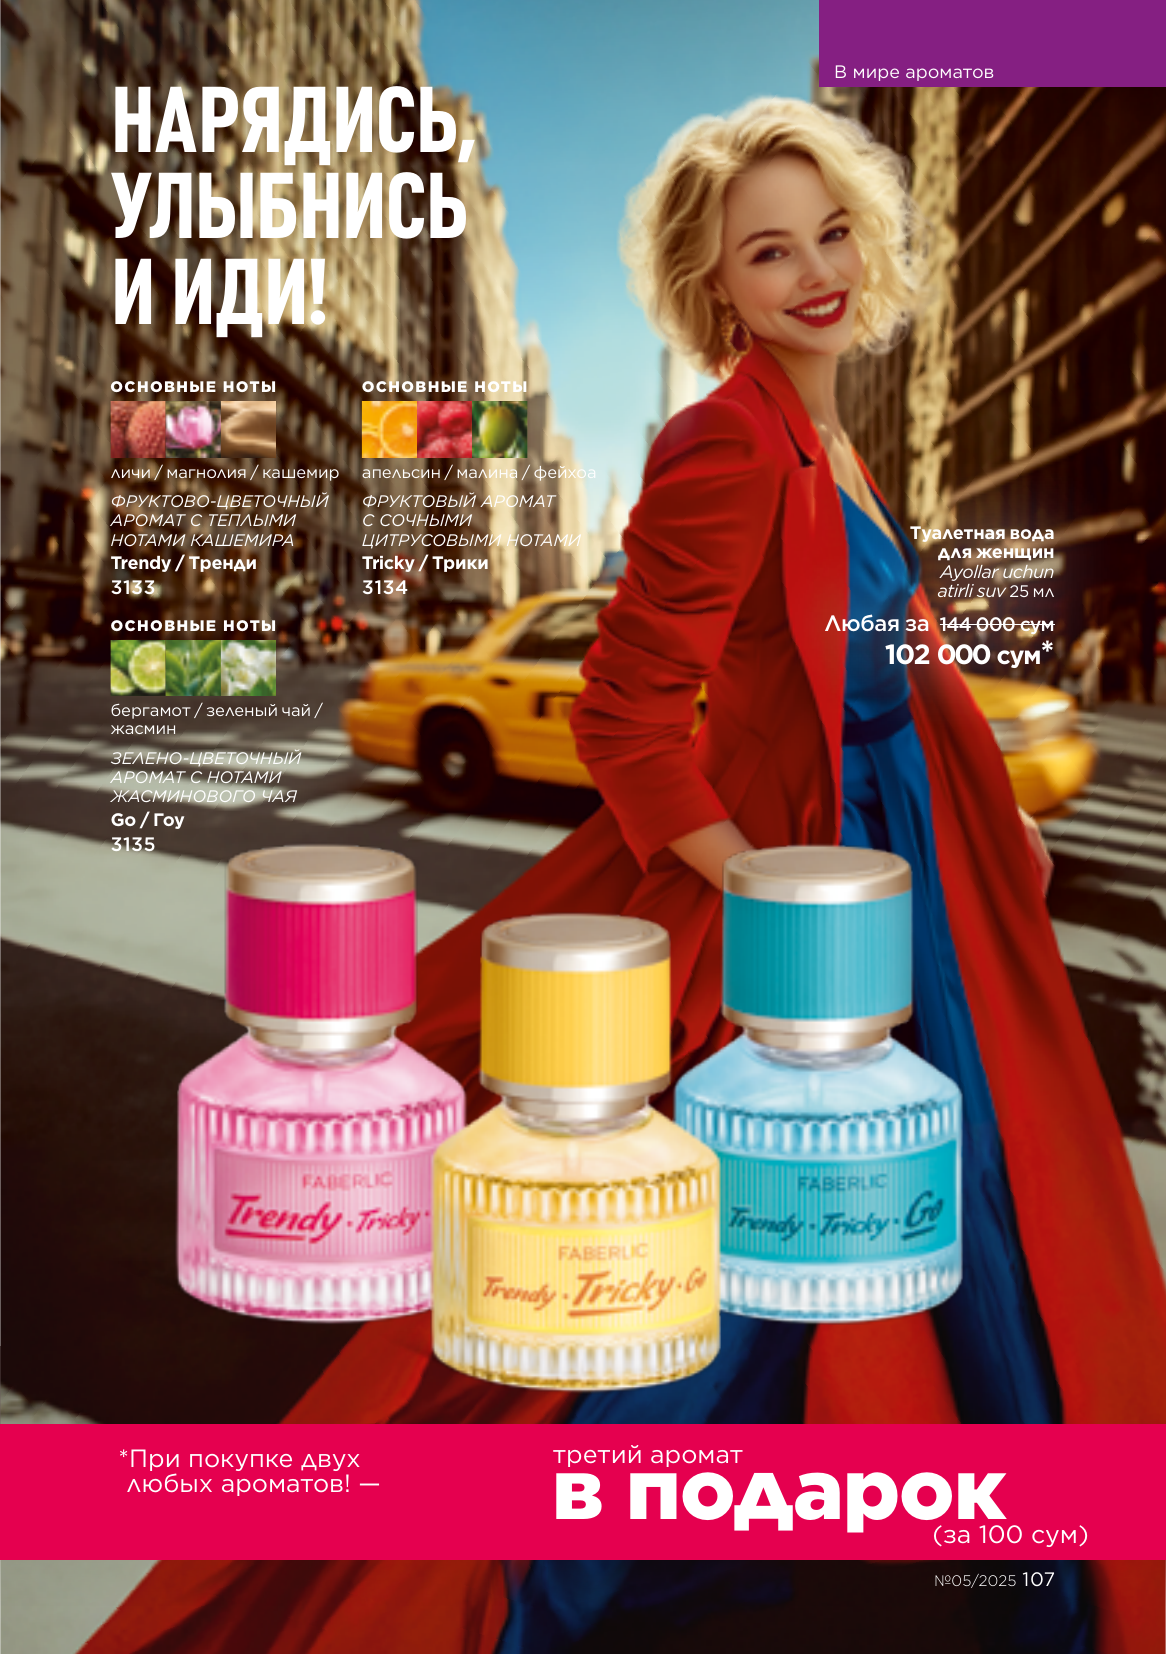 В мире ароматов
НАРЯДИСЬ,
УЛЫБНИСЬ
И ИДИ!
ОСНОВНЫЕ НОТЫ
личи / магнолия / кашемир
ФРУКТОВО-ЦВЕТОЧНЫЙ
АРОМАТ С ТЕПЛЫМИ
НОТАМИ КАШЕМИРА
Trendy / Тренди
3133
ОСНОВНЫЕ НОТЫ
апельсин / малина / фейхоа
ФРУКТОВЫЙ АРОМАТ
С СОЧНЫМИ
ЦИТРУСОВЫМИ НОТАМИ
Tricky / Трики
3134
ОСНОВНЫЕ НОТЫ
бергамот / зеленый чай /
жасмин
ЗЕЛЕНО-ЦВЕТОЧНЫЙ
АРОМАТ С НОТАМИ
ЖАСМИНОВОГО ЧАЯ
Go / Гоу
3135
Туалетная вода
для женщин
Ayollar uchun
atirli suv 25 мл
Любая за 144 000 сум
102 000 сум*
FABERLIC
Trendy · Tricky ·
FABERLIC
Trendy · Tricky · Go
FABERLIC
Trendy · Tricky · Go
*При покупке двух
любых ароматов! —
третий аромат
в подарок
(за 100 сум)
№05/2025 107